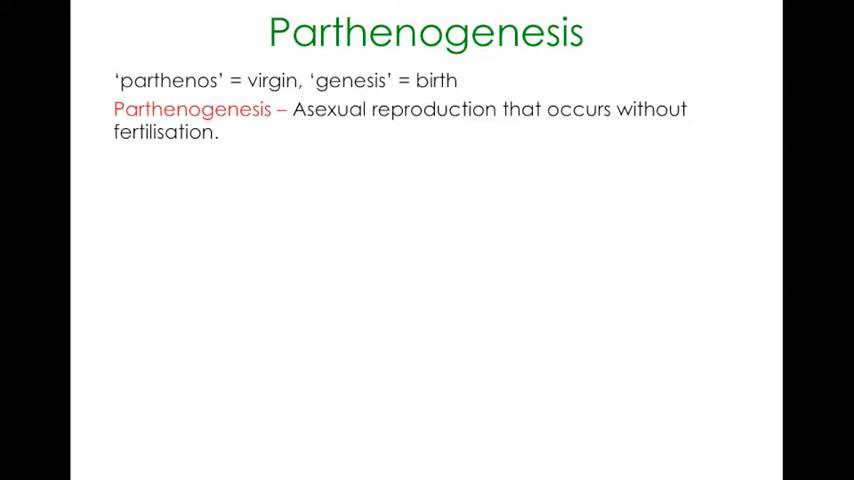 Parthenogenesis
‘parthenos’ = virgin, ‘genesis’ = birth
Parthenogenesis – Asexual reproduction that occurs without
fertilisation.